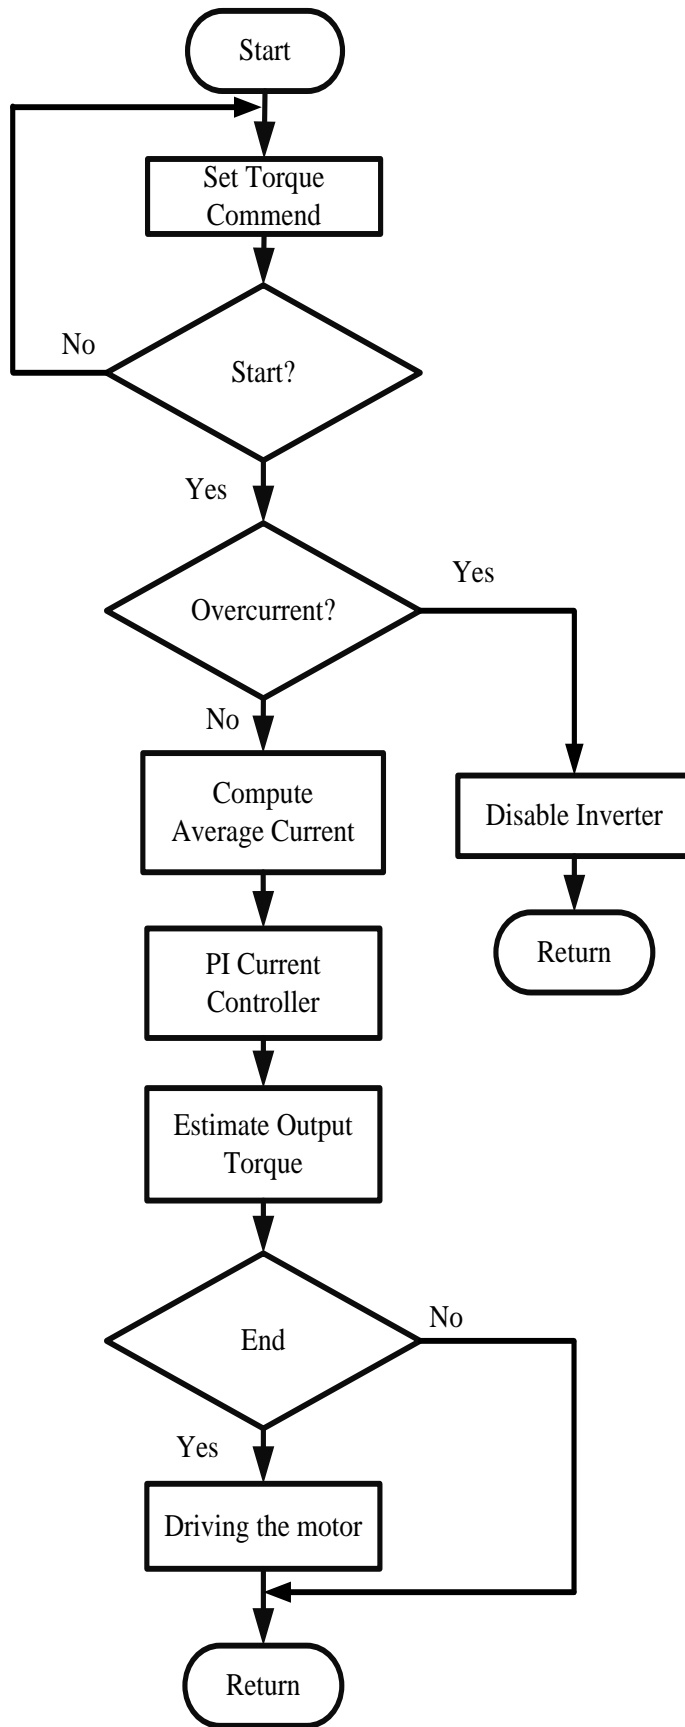 Start
Set Torque
Commend
No
Start?
Yes
Overcurrent?
Yes
No
Compute
Average Current
Disable Inverter
PI Current
Controller
Return
Estimate Output
Torque
End
No
Yes
Driving the motor
Return